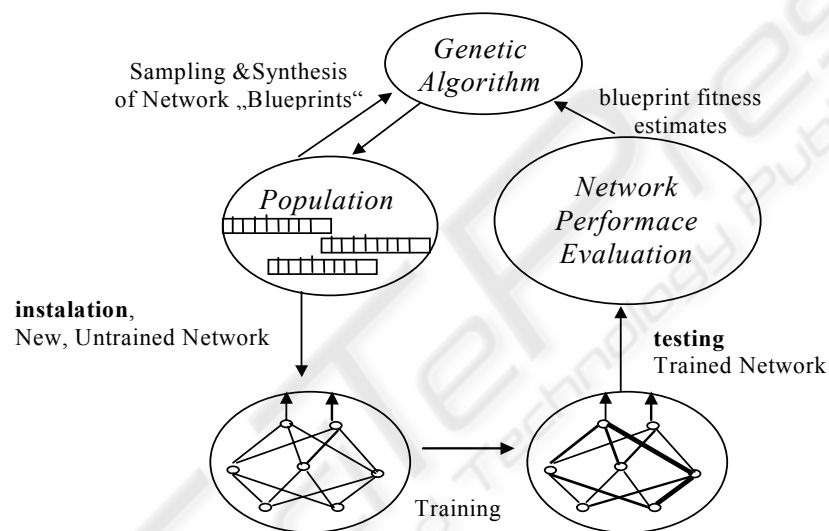 Genetic
Algorithm
Sampling &Synthesis
of Network „Blueprints“
blueprint fitness
estimates
Population
Network
Performace
Evaluation
instalation,
New, Untrained Network
testing
Trained Network
Training